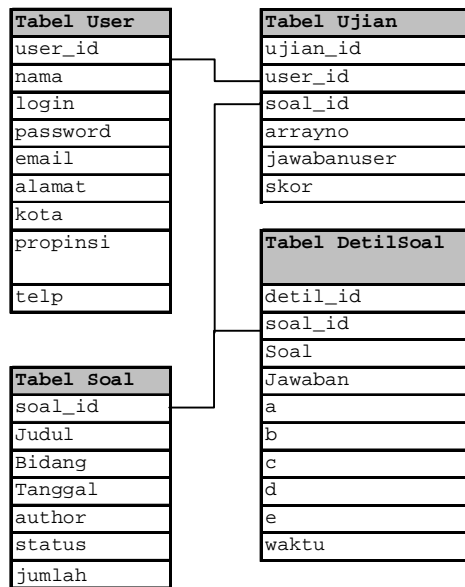 Tabel User
user_id
nama
login
password
email
alamat
kota
propinsi
telp
Tabel Ujian
ujian_id
user_id
soal_id
arrayno
jawabanuser
skor
Tabel Soal
soal_id
Judul
Bidang
Tanggal
author
status
jumlah
Tabel DetilSoal
detil_id
soal_id
Soal
Jawaban
a
b
c
d
e
waktu